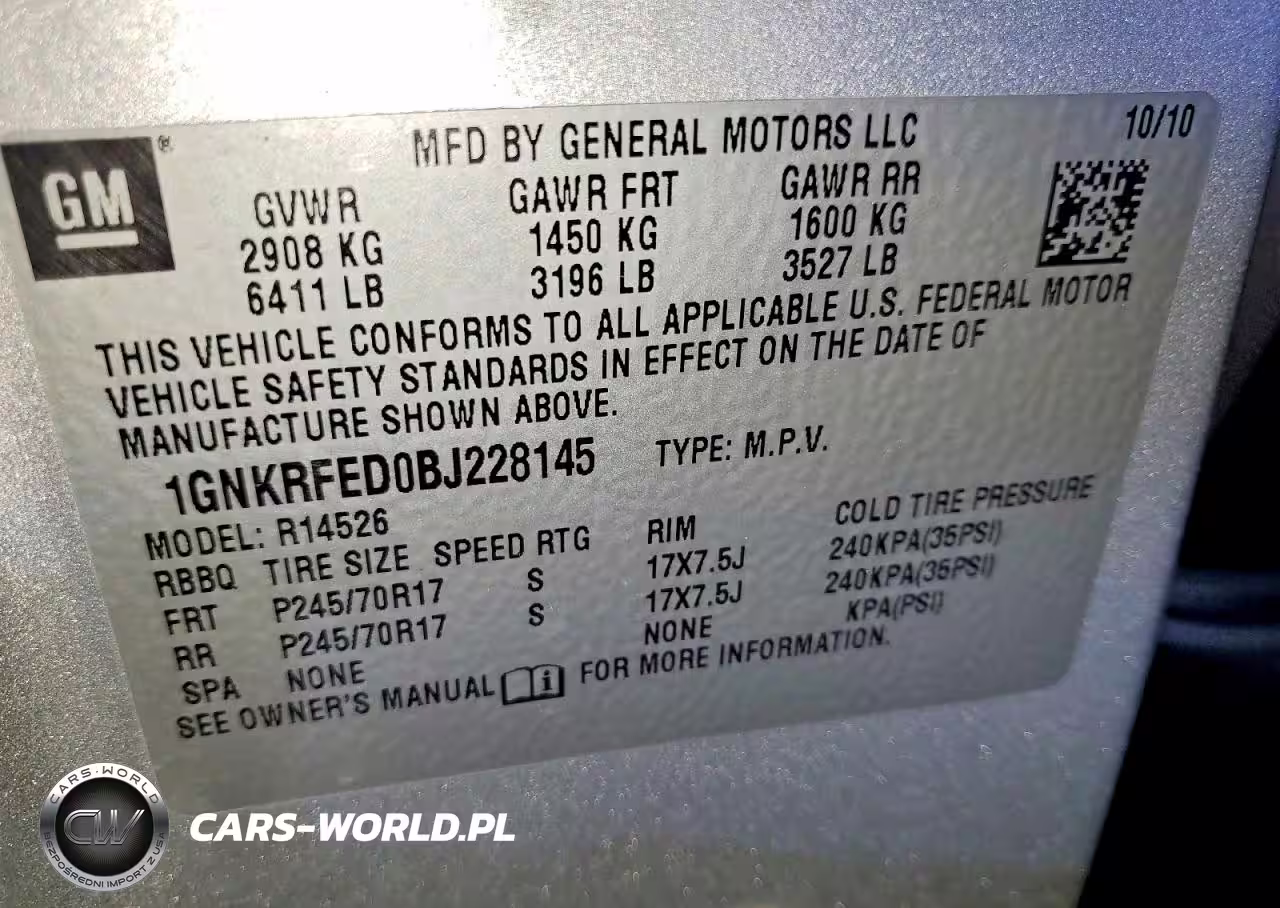 10/10
GM ®
MFD BY GENERAL MOTORS LLC
GVWR GAWR FRT GAWR RR
2908 KG 1450 KG 1600 KG
6411 LB 3196 LB 3527 LB
THIS VEHICLE CONFORMS TO ALL APPLICABLE U.S. FEDERAL MOTOR
VEHICLE SAFETY STANDARDS IN EFFECT ON THE DATE OF
MANUFACTURE SHOWN ABOVE.
1GNKRFED0BJ228145 TYPE: M.P.V.
MODEL: R14526
RBBQ TIRE SIZE SPEED RTG RIM COLD TIRE PRESSURE
FRT P245/70R17 S 17X7.5J 240KPA(35PSI)
RR P245/70R17 S 17X7.5J 240KPA(35PSI)
SPA NONE NONE KPA(PSI)
SEE OWNER'S MANUAL i FOR MORE INFORMATION.
CARS-WORLD
CW
BEZPOŚREDNI IMPORT Z USA
CARS-WORLD.PL